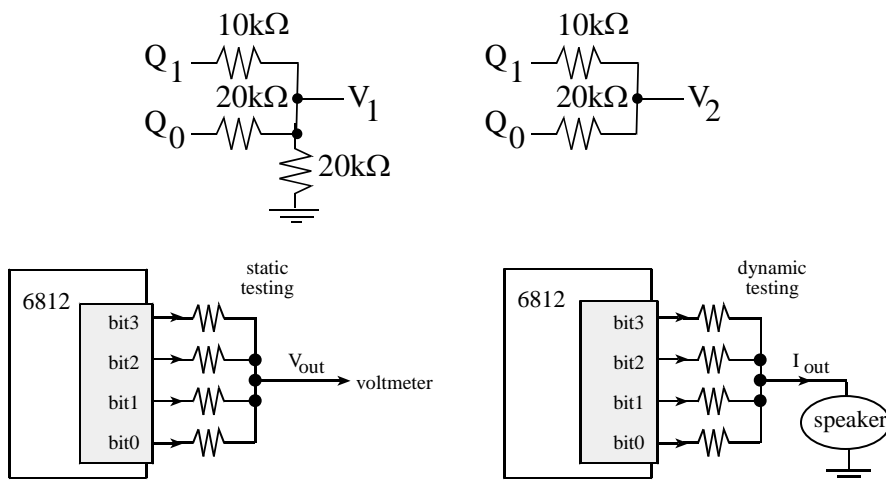 10kΩ
Q1
20kΩ
V1
Q0
20kΩ
10kΩ
Q1
20kΩ
V2
Q0
static
testing
6812
bit3
bit2
bit1
bit0
Vout
voltmeter
dynamic
testing
6812
bit3
bit2
bit1
bit0
Iout
speaker